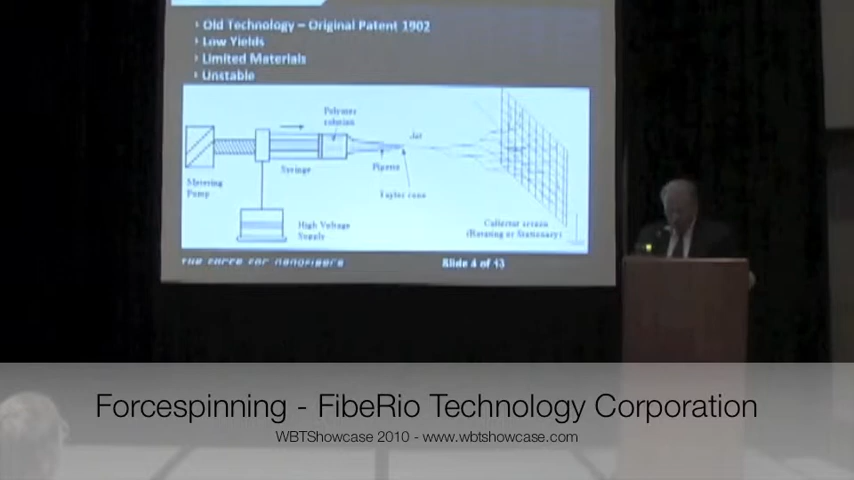 › Old Technology – Original Patent 1902
› Low Yields
› Limited Materials
› Unstable
Polymer
solution
Jet
Syringe
Pipette
Metering
Pump
Taylor cone
High Voltage
Supply
Collector screen
(Rotating or Stationary)
THE FORCE FOR NANOFIBERS
Slide 4 of 13
Forcespinning - FibeRio Technology Corporation
WBTShowcase 2010 - www.wbtshowcase.com